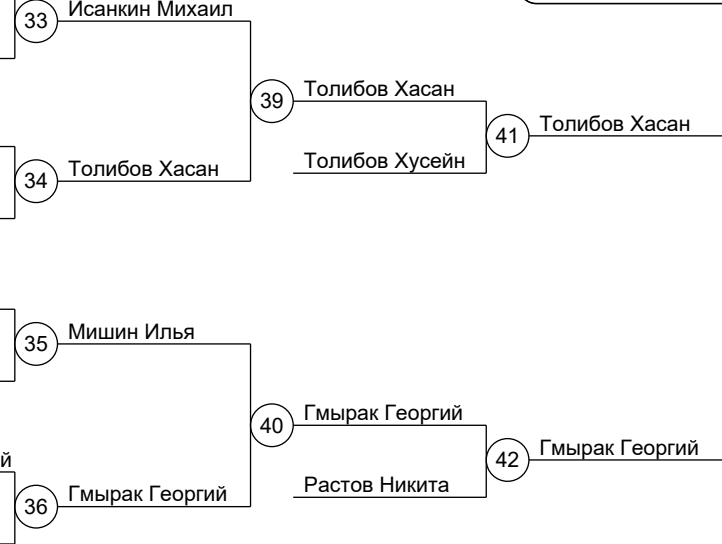 33
Исанкин Михаил
39
Толибов Хасан
41
Толибов Хасан
Толибов Хусейн
34
Толибов Хасан
35
Мишин Илья
40
Гмырак Георгий
42
Гмырак Георгий
Растов Никита
й
36
Гмырак Георгий